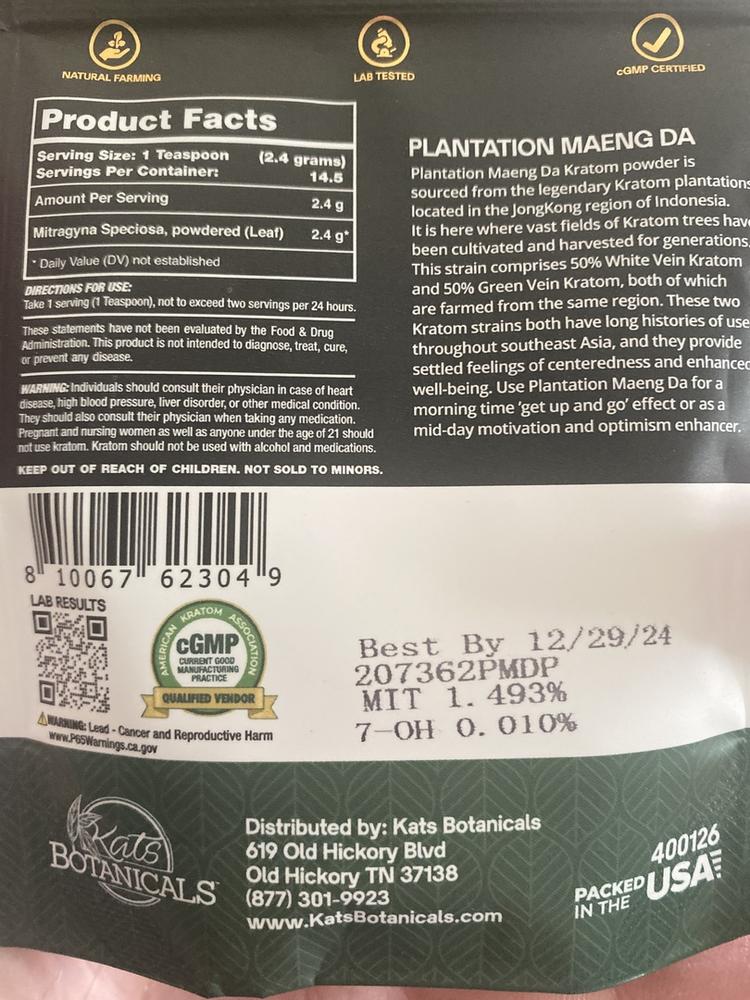 NATURAL FARMING
LAB TESTED
cGMP CERTIFIED
Product Facts
Serving Size: 1 Teaspoon (2.4 grams)
Servings Per Container: 14.5
Amount Per Serving 2.4 g
Mitragyna Speciosa, powdered (Leaf) 2.4 g*
* Daily Value (DV) not established
DIRECTIONS FOR USE:
Take 1 serving (1 Teaspoon), not to exceed two servings per 24 hours.
These statements have not been evaluated by the Food & Drug
Administration. This product is not intended to diagnose, treat, cure,
or prevent any disease.
WARNING: Individuals should consult their physician in case of heart
disease, high blood pressure, liver disorder, or other medical condition.
They should also consult their physician when taking any medication.
Pregnant and nursing women as well as anyone under the age of 21 should
not use kratom. Kratom should not be used with alcohol and medications.
KEEP OUT OF REACH OF CHILDREN. NOT SOLD TO MINORS.
PLANTATION MAENG DA
Plantation Maeng Da Kratom powder is
sourced from the legendary Kratom plantations
located in the JongKong region of Indonesia.
It is here where vast fields of Kratom trees have
been cultivated and harvested for generations.
This strain comprises 50% White Vein Kratom
and 50% Green Vein Kratom, both of which
are farmed from the same region. These two
Kratom strains both have long histories of use
throughout southeast Asia, and they provide
settled feelings of centeredness and enhanced
well-being. Use Plantation Maeng Da for a
morning time 'get up and go' effect or as a
mid-day motivation and optimism enhancer.
8 10067 62304 9
LAB RESULTS
AMERICAN KRATOM ASSOCIATION
cGMP
CURRENT GOOD
MANUFACTURING
PRACTICE
QUALIFIED VENDOR
WARNING: Lead - Cancer and Reproductive Harm
www.P65Warnings.ca.gov
Best By 12/29/24
207362PMDP
MIT 1.493%
7-OH 0.010%
Kats
BOTANICALS
Distributed by: Kats Botanicals
619 Old Hickory Blvd
Old Hickory TN 37138
(877) 301-9923
www.KatsBotanicals.com
400126
PACKED
IN THE USA